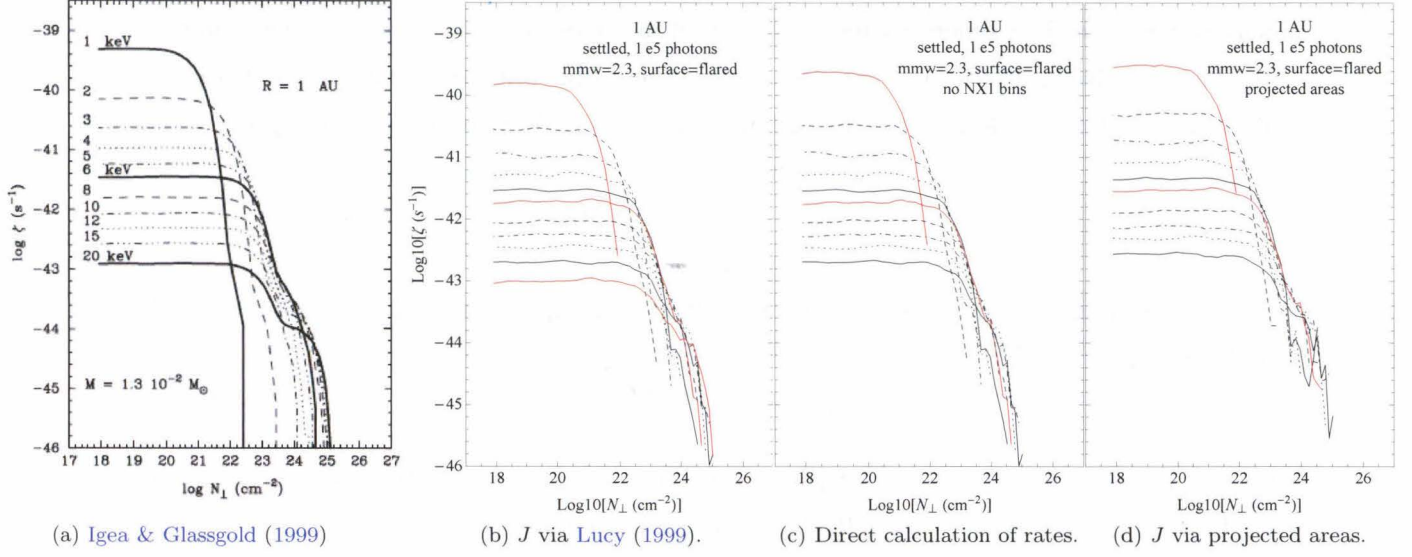 -39
-40
-41
-42
-43
-44
-45
-46
log ζ (s⁻¹)
1 keV
2
3
4
5
6 keV
8
10
12
15
20 keV
R = 1 AU
M = 1.3 10⁻² M⊙
17 18 19 20 21 22 23 24 25 26 27
log N⊥ (cm⁻²)
(a) Igea & Glassgold (1999)
-39
-40
-41
-42
-43
-44
-45
-46
Log10[ζ (s⁻¹)]
1 AU
settled, 1 e5 photons
mmw=2.3, surface=flared
18 20 22 24 26
Log10[N⊥ (cm⁻²)]
(b) J via Lucy (1999).
1 AU
settled, 1 e5 photons
mmw=2.3, surface=flared
no NX1 bins
18 20 22 24 26
Log10[N⊥ (cm⁻²)]
(c) Direct calculation of rates.
1 AU
settled, 1 e5 photons
mmw=2.3, surface=flared
projected areas
18 20 22 24 26
Log10[N⊥ (cm⁻²)]
(d) J via projected areas.